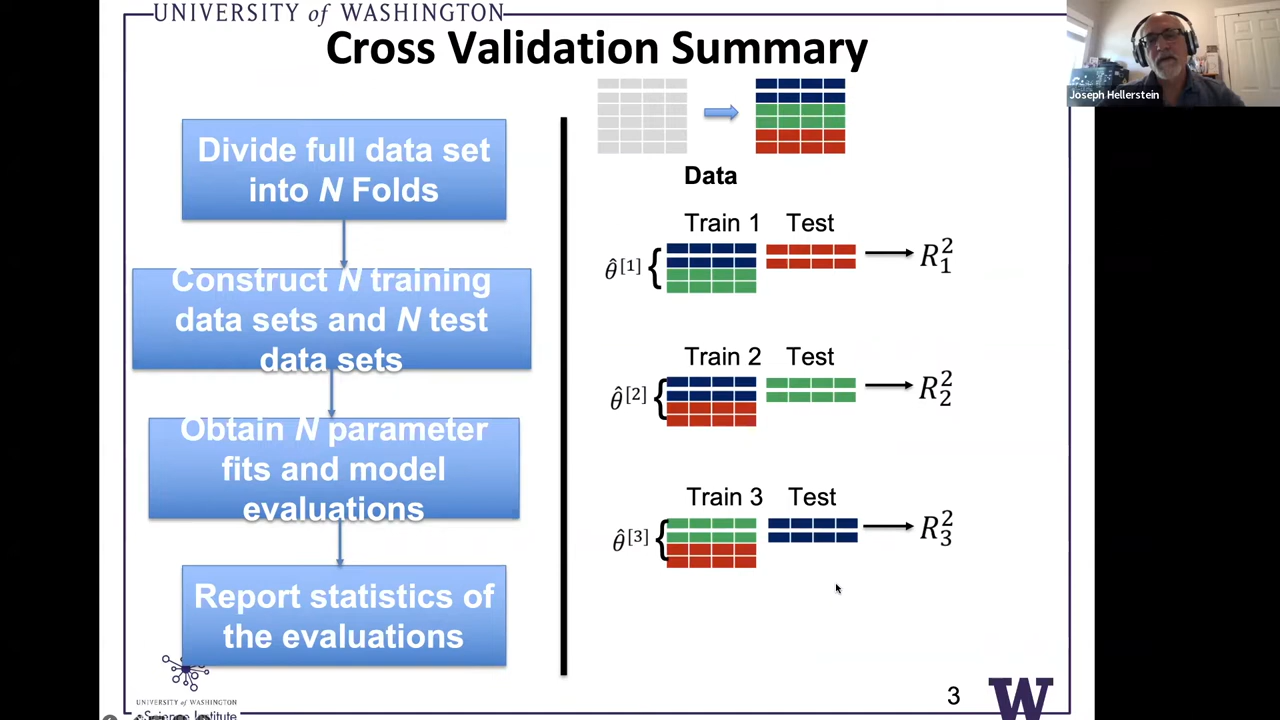 UNIVERSITY of WASHINGTON
Cross Validation Summary
Joseph Hellerstein
Divide full data set
into N Folds
Construct N training
data sets and N test
data sets
Obtain N parameter
fits and model
evaluations
Report statistics of
the evaluations
Data
Train 1 Test
θ̂^[1] R₁²
Train 2 Test
θ̂^[2] R₂²
Train 3 Test
θ̂^[3] R₃²
UNIVERSITY of WASHINGTON
eScience Institute
3
W